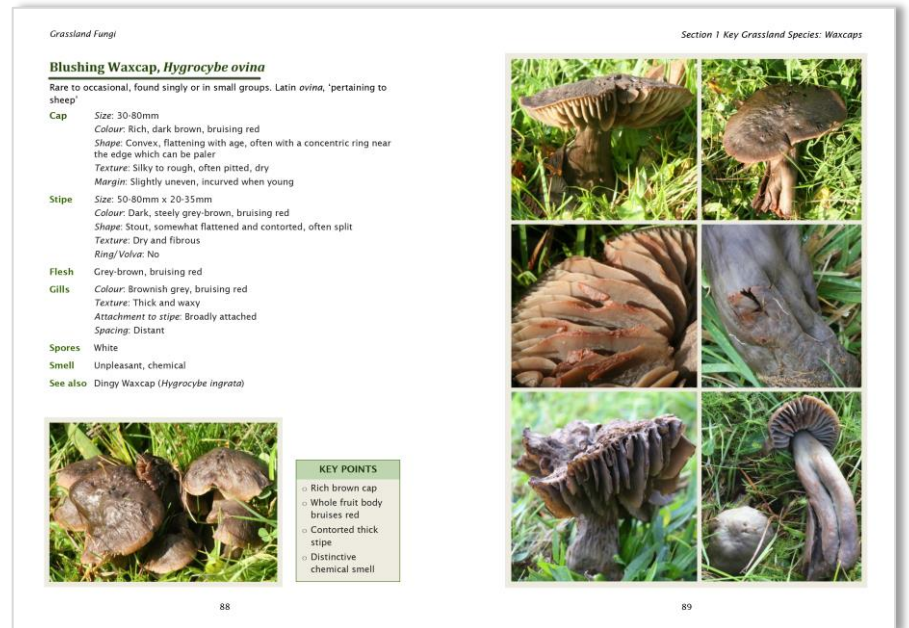 Grassland Fungi
Section 1 Key Grassland Species: Waxcaps
Blushing Waxcap, Hygrocybe ovina
Rare to occasional, found singly or in small groups. Latin ovina, ‘pertaining to
sheep’
Cap Size: 30-80mm
Colour: Rich, dark brown, bruising red
Shape: Convex, flattening with age, often with a concentric ring near
the edge which can be paler
Texture: Silky to rough, often pitted, dry
Margin: Slightly uneven, incurved when young
Stipe Size: 50-80mm x 20-35mm
Colour: Dark, steely grey-brown, bruising red
Shape: Stout, somewhat flattened and contorted, often split
Texture: Dry and fibrous
Ring/Volva: No
Flesh Grey-brown, bruising red
Gills Colour: Brownish grey, bruising red
Texture: Thick and waxy
Attachment to stipe: Broadly attached
Spacing: Distant
Spores White
Smell Unpleasant, chemical
See also Dingy Waxcap (Hygrocybe ingrata)
KEY POINTS
o Rich brown cap
o Whole fruit body
bruises red
o Contorted thick
stipe
o Distinctive
chemical smell
88
89